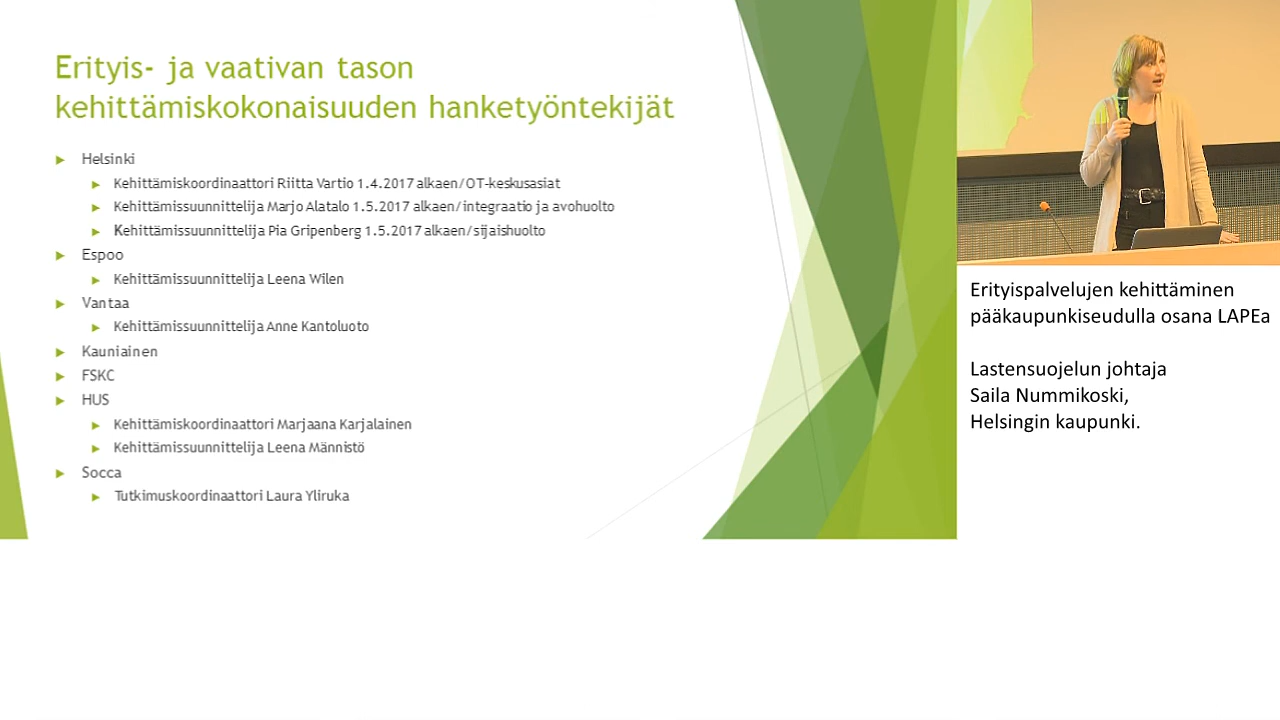 Erityis- ja vaativan tason
kehittämiskokonaisuuden hanketyöntekijät
Helsinki
Kehittämiskoordinaattori Riitta Vartio 1.4.2017 alkaen/OT-keskusasiat
Kehittämissuunnittelija Marjo Alatalo 1.5.2017 alkaen/integraatio ja avohuolto
Kehittämissuunnittelija Pia Gripenberg 1.5.2017 alkaen/sijaishuolto
Espoo
Kehittämissuunnittelija Leena Wilen
Vantaa
Kehittämissuunnittelija Anne Kantoluoto
Kauniainen
FSKC
HUS
Kehittämiskoordinaattori Marjaana Karjalainen
Kehittämissuunnittelija Leena Männistö
Socca
Tutkimuskoordinaattori Laura Yliruka
Erityispalvelujen kehittäminen
pääkaupunkiseudulla osana LAPEa
Lastensuojelun johtaja
Saila Nummikoski,
Helsingin kaupunki.